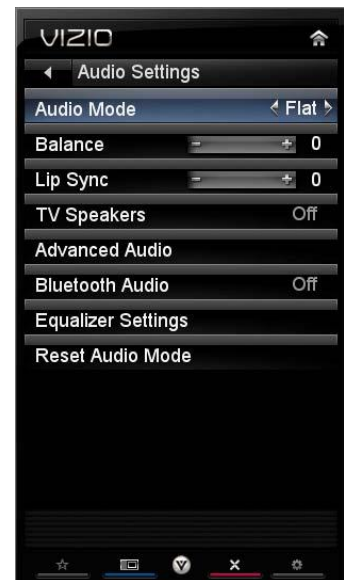 VIZIO
Audio Settings
Audio Mode Flat
Balance - + 0
Lip Sync - + 0
TV Speakers Off
Advanced Audio
Bluetooth Audio Off
Equalizer Settings
Reset Audio Mode
V X